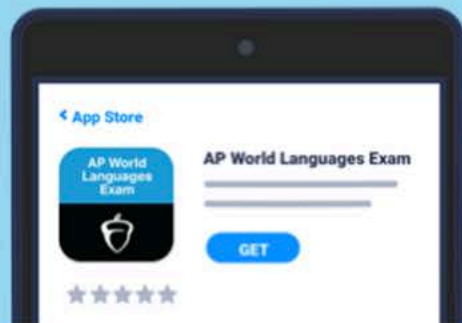 < App Store
AP World
Languages
Exam
AP World Languages Exam
GET